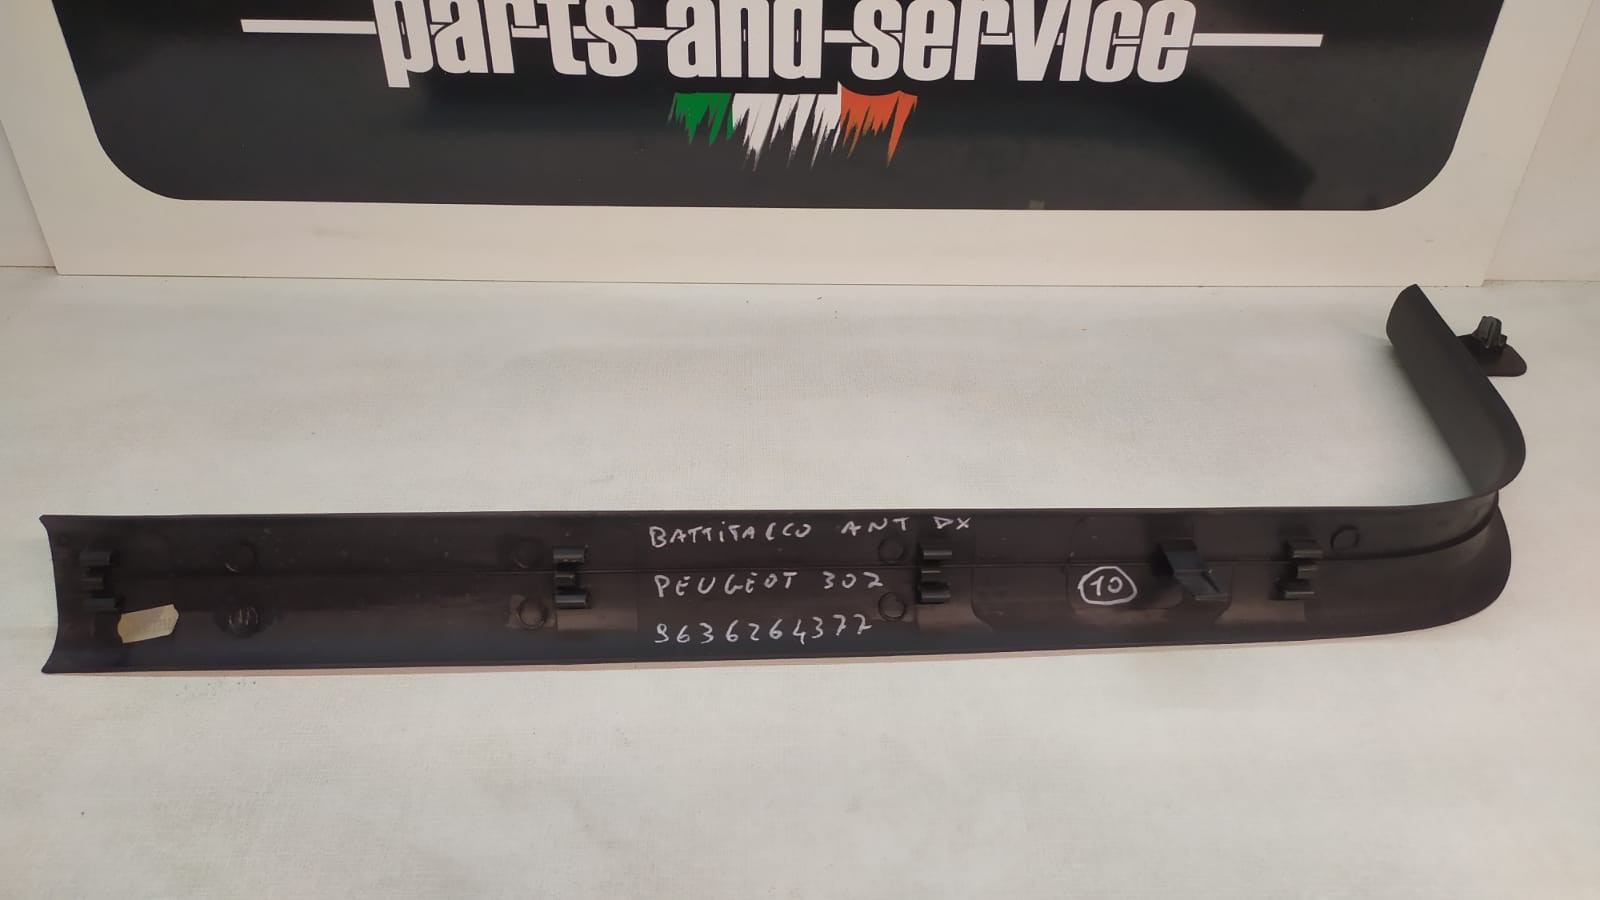 parts and service
BATTITACCO ANT DX
PEUGEOT 307
10
9636264377